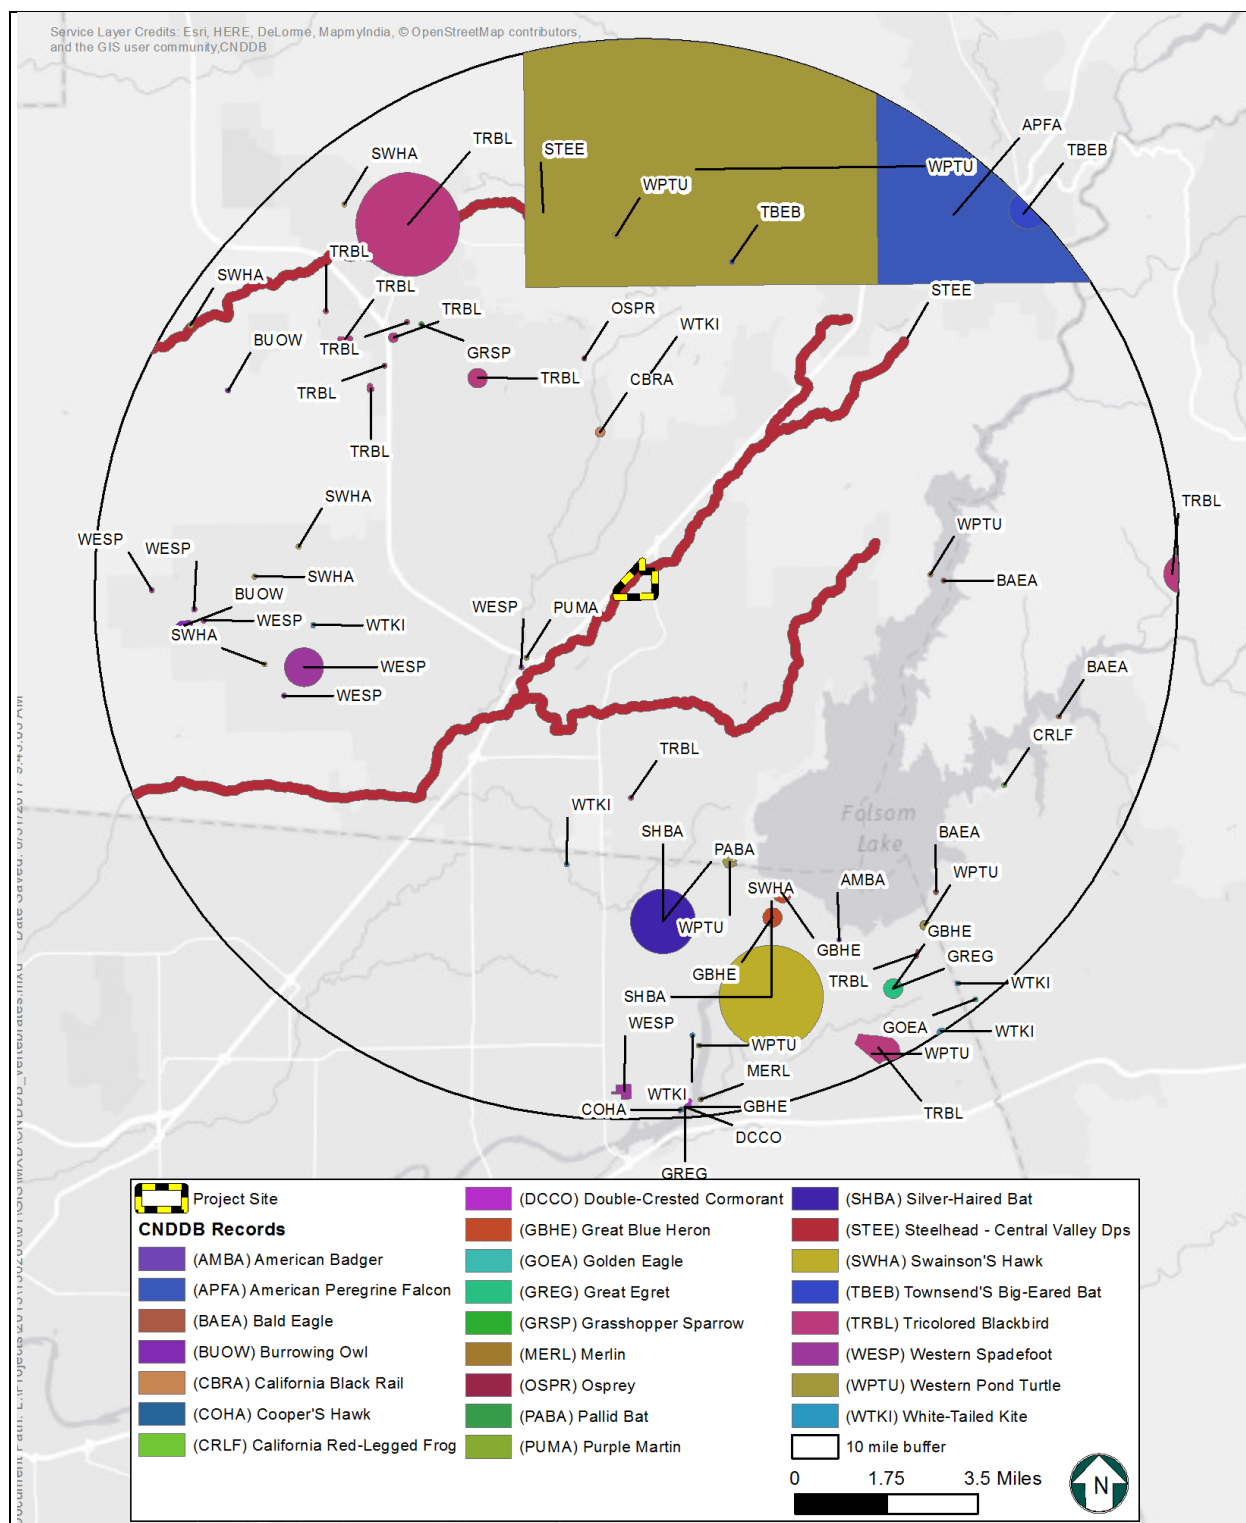 Service Layer Credits: Esri, HERE, DeLorme, MapmyIndia, © OpenStreetMap contributors,
and the GIS user community,CNDDB
APFA
TRBL
SWHA
STEE
TBEB
WPTU
WPTU
TBEB
TRBL
SWHA
TRBL
STEE
TRBL
OSPR
WTKI
BUOW
TRBL
GRSP
TRBL
CBRA
TRBL
TRBL
SWHA
TRBL
WPTU
WESP
WESP
SWHA
BAEA
BUOW
WESP
PUMA
WESP
WTKI
SWHA
WESP
BAEA
WESP
CRLF
TRBL
WTKI
Folsom
Lake
SHBA
BAEA
PABA
WPTU
AMBA
SWHA
WPTU
GBHE
GBHE
GREG
GBHE
TRBL
WTKI
SHBA
WESP
GOEA
WTKI
WPTU
WPTU
MERL
WTKI
COHA
GBHE
TRBL
DCCO
GREG
Project Site
CNDDB Records
(AMBA) American Badger
(APFA) American Peregrine Falcon
(BAEA) Bald Eagle
(BUOW) Burrowing Owl
(CBRA) California Black Rail
(COHA) Cooper'S Hawk
(CRLF) California Red-Legged Frog
(DCCO) Double-Crested Cormorant
(GBHE) Great Blue Heron
(GOEA) Golden Eagle
(GREG) Great Egret
(GRSP) Grasshopper Sparrow
(MERL) Merlin
(OSPR) Osprey
(PABA) Pallid Bat
(PUMA) Purple Martin
(SHBA) Silver-Haired Bat
(STEE) Steelhead - Central Valley Dps
(SWHA) Swainson'S Hawk
(TBEB) Townsend'S Big-Eared Bat
(TRBL) Tricolored Blackbird
(WESP) Western Spadefoot
(WPTU) Western Pond Turtle
(WTKI) White-Tailed Kite
10 mile buffer
0 1.75 3.5 Miles
N